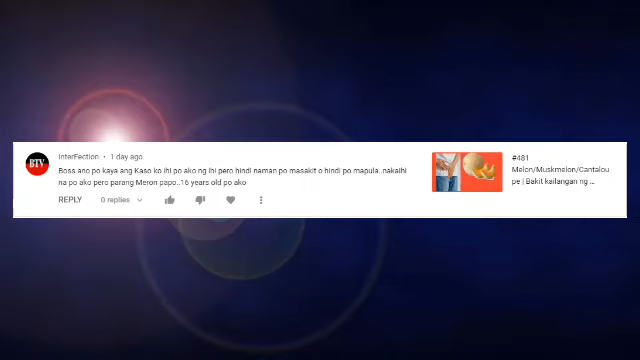 BTV
InterFection • 1 day ago
Boss ano po kaya ang Kaso ko ihi po ako ng ihi pero hindi naman po masakit o hindi po mapula..nakaihi
na po ako pero parang Meron papo..16 years old po ako
REPLY 0 replies
#481
Melon/Muskmelon/Cantalou
pe | Bakit kailangan ng ...